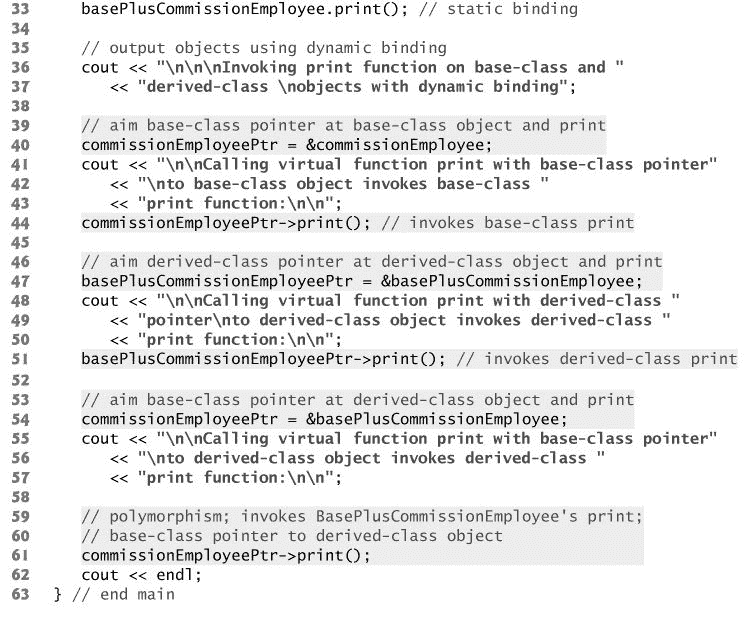 33 basePlusCommissionEmployee.print(); // static binding
34
35 // output objects using dynamic binding
36 cout << "\n\n\nInvoking print function on base-class and "
37 << "derived-class \nobjects with dynamic binding";
38
39 // aim base-class pointer at base-class object and print
40 commissionEmployeePtr = &commissionEmployee;
41 cout << "\n\nCalling virtual function print with base-class pointer"
42 << "\nto base-class object invokes base-class "
43 << "print function:\n\n";
44 commissionEmployeePtr->print(); // invokes base-class print
45
46 // aim derived-class pointer at derived-class object and print
47 basePlusCommissionEmployeePtr = &basePlusCommissionEmployee;
48 cout << "\n\nCalling virtual function print with derived-class "
49 << "pointer\nto derived-class object invokes derived-class "
50 << "print function:\n\n";
51 basePlusCommissionEmployeePtr->print(); // invokes derived-class print
52
53 // aim base-class pointer at derived-class object and print
54 commissionEmployeePtr = &basePlusCommissionEmployee;
55 cout << "\n\nCalling virtual function print with base-class pointer"
56 << "\nto derived-class object invokes derived-class "
57 << "print function:\n\n";
58
59 // polymorphism; invokes BasePlusCommissionEmployee's print;
60 // base-class pointer to derived-class object
61 commissionEmployeePtr->print();
62 cout << endl;
63 } // end main